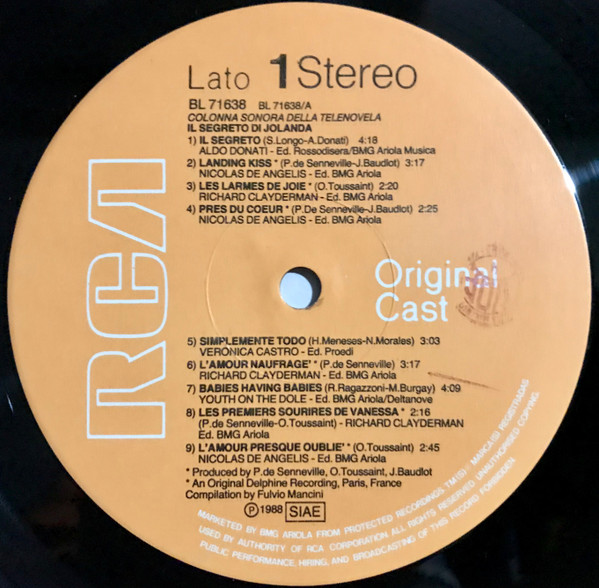 Lato 1 Stereo
BL 71638 BL 71638/A
COLONNA SONORA DELLA TELENOVELA
IL SEGRETO DI JOLANDA
1) IL SEGRETO (S.Longo-A.Donati) 4:18
ALDO DONATI - Ed. Rossodisera/BMG Ariola Musica
2) LANDING KISS * (P.de Senneville-J.Baudlot) 3:17
NICOLAS DE ANGELIS - Ed. BMG Ariola
3) LES LARMES DE JOIE * (O.Toussaint) 2:20
RICHARD CLAYDERMAN - Ed. BMG Ariola
4) PRES DU COEUR * (P.De Senneville-J.Baudlot) 2:25
NICOLAS DE ANGELIS - Ed. BMG Ariola
RCA
Original
Cast
5) SIMPLEMENTE TODO (H.Meneses-N.Morales) 3:03
VERONICA CASTRO - Ed. Proedi
6) L'AMOUR NAUFRAGE' * (P.de Senneville) 3:17
RICHARD CLAYDERMAN - Ed. BMG Ariola
7) BABIES HAVING BABIES (R.Ragazzoni-M.Burgay) 4:09
YOUTH ON THE DOLE - Ed. BMG Ariola/Deltanove
8) LES PREMIERS SOURIRES DE VANESSA * 2:16
(P.de Senneville-O.Toussaint) - RICHARD CLAYDERMAN
Ed. BMG Ariola
9) L'AMOUR PRESQUE OUBLIE' * (O.Toussaint) 2:45
NICOLAS DE ANGELIS - Ed. BMG Ariola
* Produced by P.de Senneville, O.Toussaint, J.Baudlot
* An Original Delphine Recording, Paris, France
Compilation by Fulvio Mancini
Ⓟ 1988 SIAE
MARKETED BY BMG ARIOLA FROM PROTECTED RECORDINGS. TM(S) ® MARCA(S) REGISTRADAS
USED BY AUTHORITY OF RCA CORPORATION. ALL RIGHTS RESERVED UNAUTHORISED COPYING,
PUBLIC PERFORMANCE, HIRING, AND BROADCASTING OF THIS RECORD FORBIDDEN.